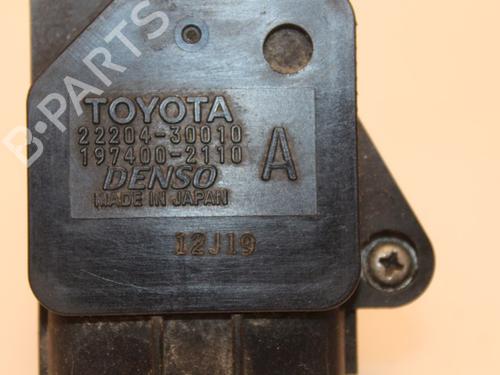 B-PARTS
TOYOTA
22204-30010
197400-2110
DENSO
A
MADE IN JAPAN
12J19